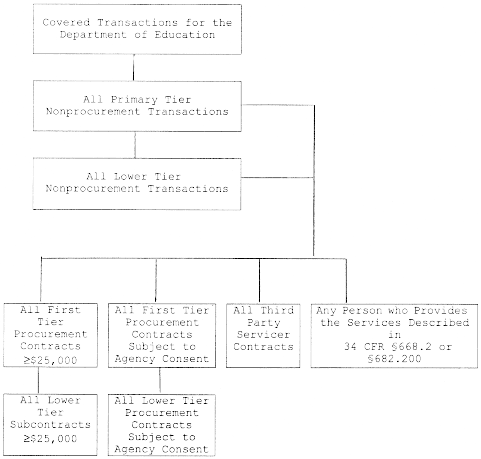 Covered Transactions for the
Department of Education
All Primary Tier
Nonprocurement Transactions
All Lower Tier
Nonprocurement Transactions
All First
Tier
Procurement
Contracts
≥$25,000
All First Tier
Procurement
Contracts
Subject to
Agency Consent
All Third
Party
Servicer
Contracts
Any Person who Provides
the Services Described
in
34 CFR §668.2 or
§682.200
All Lower
Tier
Subcontracts
≥$25,000
All Lower Tier
Procurement
Contracts
Subject to
Agency Consent